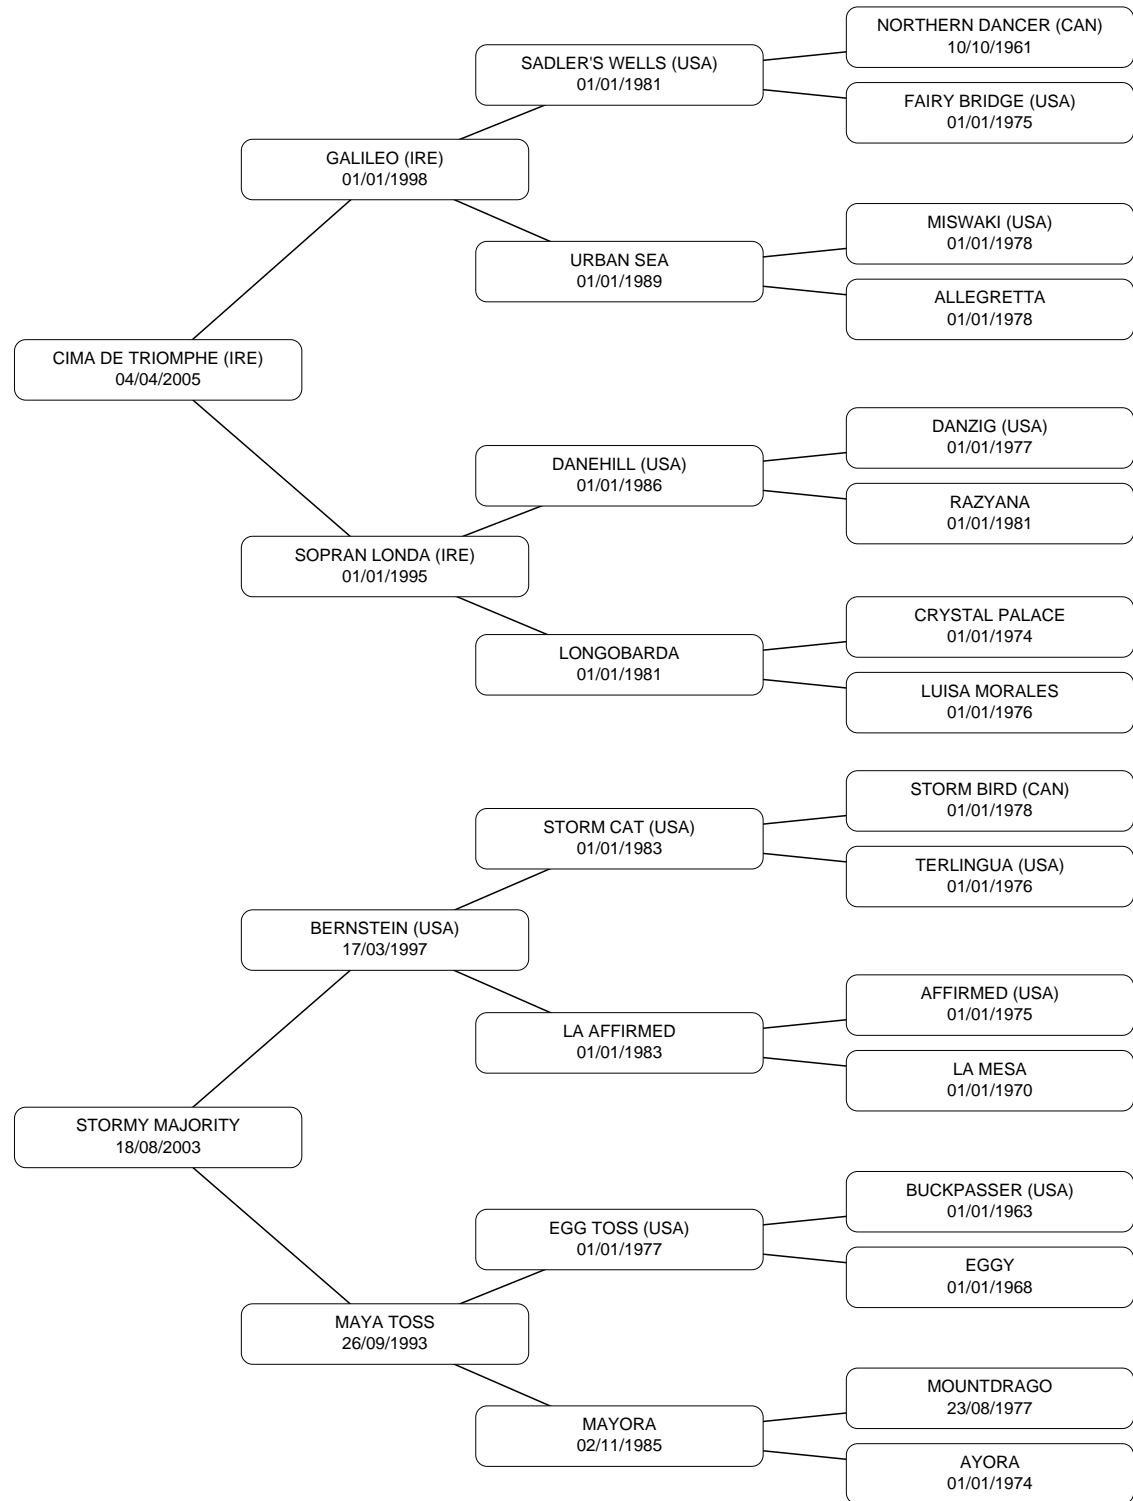 NORTHERN DANCER (CAN)
10/10/1961
SADLER'S WELLS (USA)
01/01/1981
FAIRY BRIDGE (USA)
01/01/1975
GALILEO (IRE)
01/01/1998
MISWAKI (USA)
01/01/1978
URBAN SEA
01/01/1989
ALLEGRETTA
01/01/1978
CIMA DE TRIOMPHE (IRE)
04/04/2005
DANZIG (USA)
01/01/1977
DANEHILL (USA)
01/01/1986
RAZYANA
01/01/1981
SOPRAN LONDA (IRE)
01/01/1995
CRYSTAL PALACE
01/01/1974
LONGOBARDA
01/01/1981
LUISA MORALES
01/01/1976
STORM BIRD (CAN)
01/01/1978
STORM CAT (USA)
01/01/1983
TERLINGUA (USA)
01/01/1976
BERNSTEIN (USA)
17/03/1997
AFFIRMED (USA)
01/01/1975
LA AFFIRMED
01/01/1983
LA MESA
01/01/1970
STORMY MAJORITY
18/08/2003
BUCKPASSER (USA)
01/01/1963
EGG TOSS (USA)
01/01/1977
EGGY
01/01/1968
MAYA TOSS
26/09/1993
MOUNTDRAGO
23/08/1977
MAYORA
02/11/1985
AYORA
01/01/1974